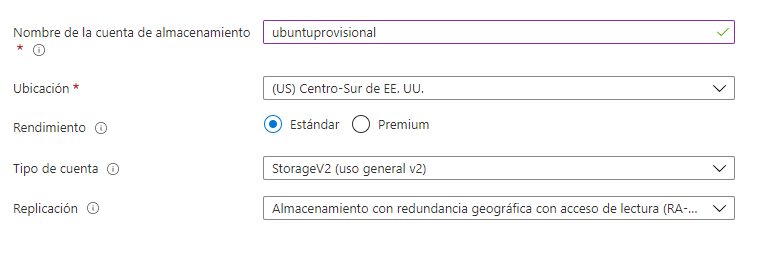 Nombre de la cuenta de almacenamiento
*
ubuntuprovisional
Ubicación *
(US) Centro-Sur de EE. UU.
Rendimiento
Estándar
Premium
Tipo de cuenta
StorageV2 (uso general v2)
Replicación
Almacenamiento con redundancia geográfica con acceso de lectura (RA-...